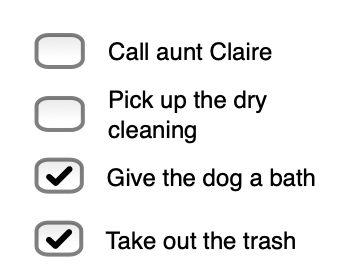 Call aunt Claire
Pick up the dry
cleaning
Give the dog a bath
Take out the trash